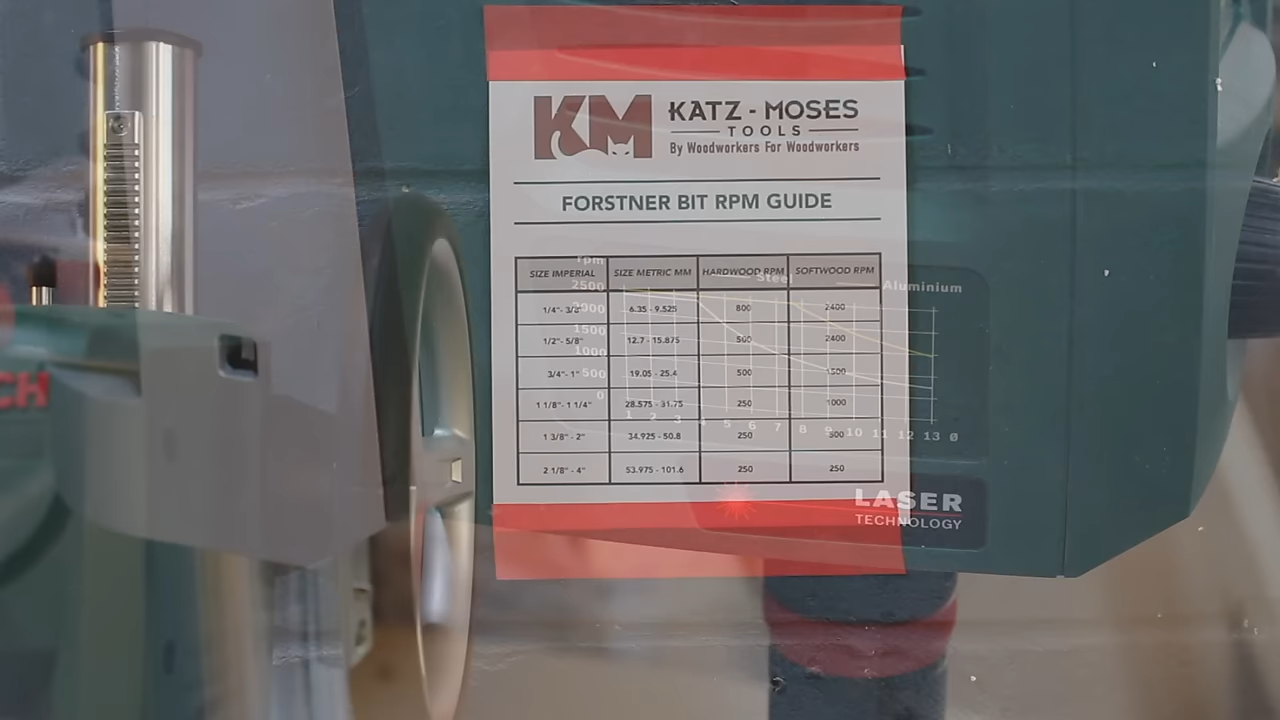 KM
KATZ - MOSES
TOOLS
By Woodworkers For Woodworkers
FORSTNER BIT RPM GUIDE
SIZE IMPERIAL SIZE METRIC MM HARDWOOD RPM SOFTWOOD RPM
1/4"- 3/8" 6.35 - 9.525 800 2400
1/2"- 5/8" 12.7 - 15.875 500 2400
3/4"- 1" 19.05 - 25.4 500 1500
1 1/8"- 1 1/4" 28.575 - 31.75 250 1000
1 3/8" - 2" 34.925 - 50.8 250 500
2 1/8" - 4" 53.975 - 101.6 250 250
rpm
Steel Aluminium
2500
2000
1500
1000
500
0
1 2 3 4 5 6 7 8 9 10 11 12 13 ø
LASER
TECHNOLOGY
CH